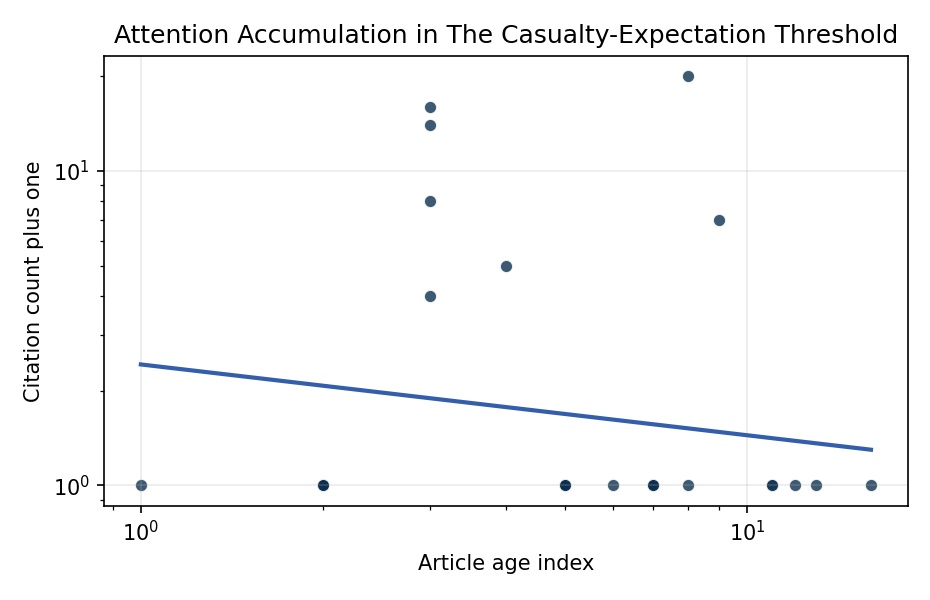 Attention Accumulation in The Casualty-Expectation Threshold
Citation count plus one
10¹
10⁰
10⁰
10¹
Article age index